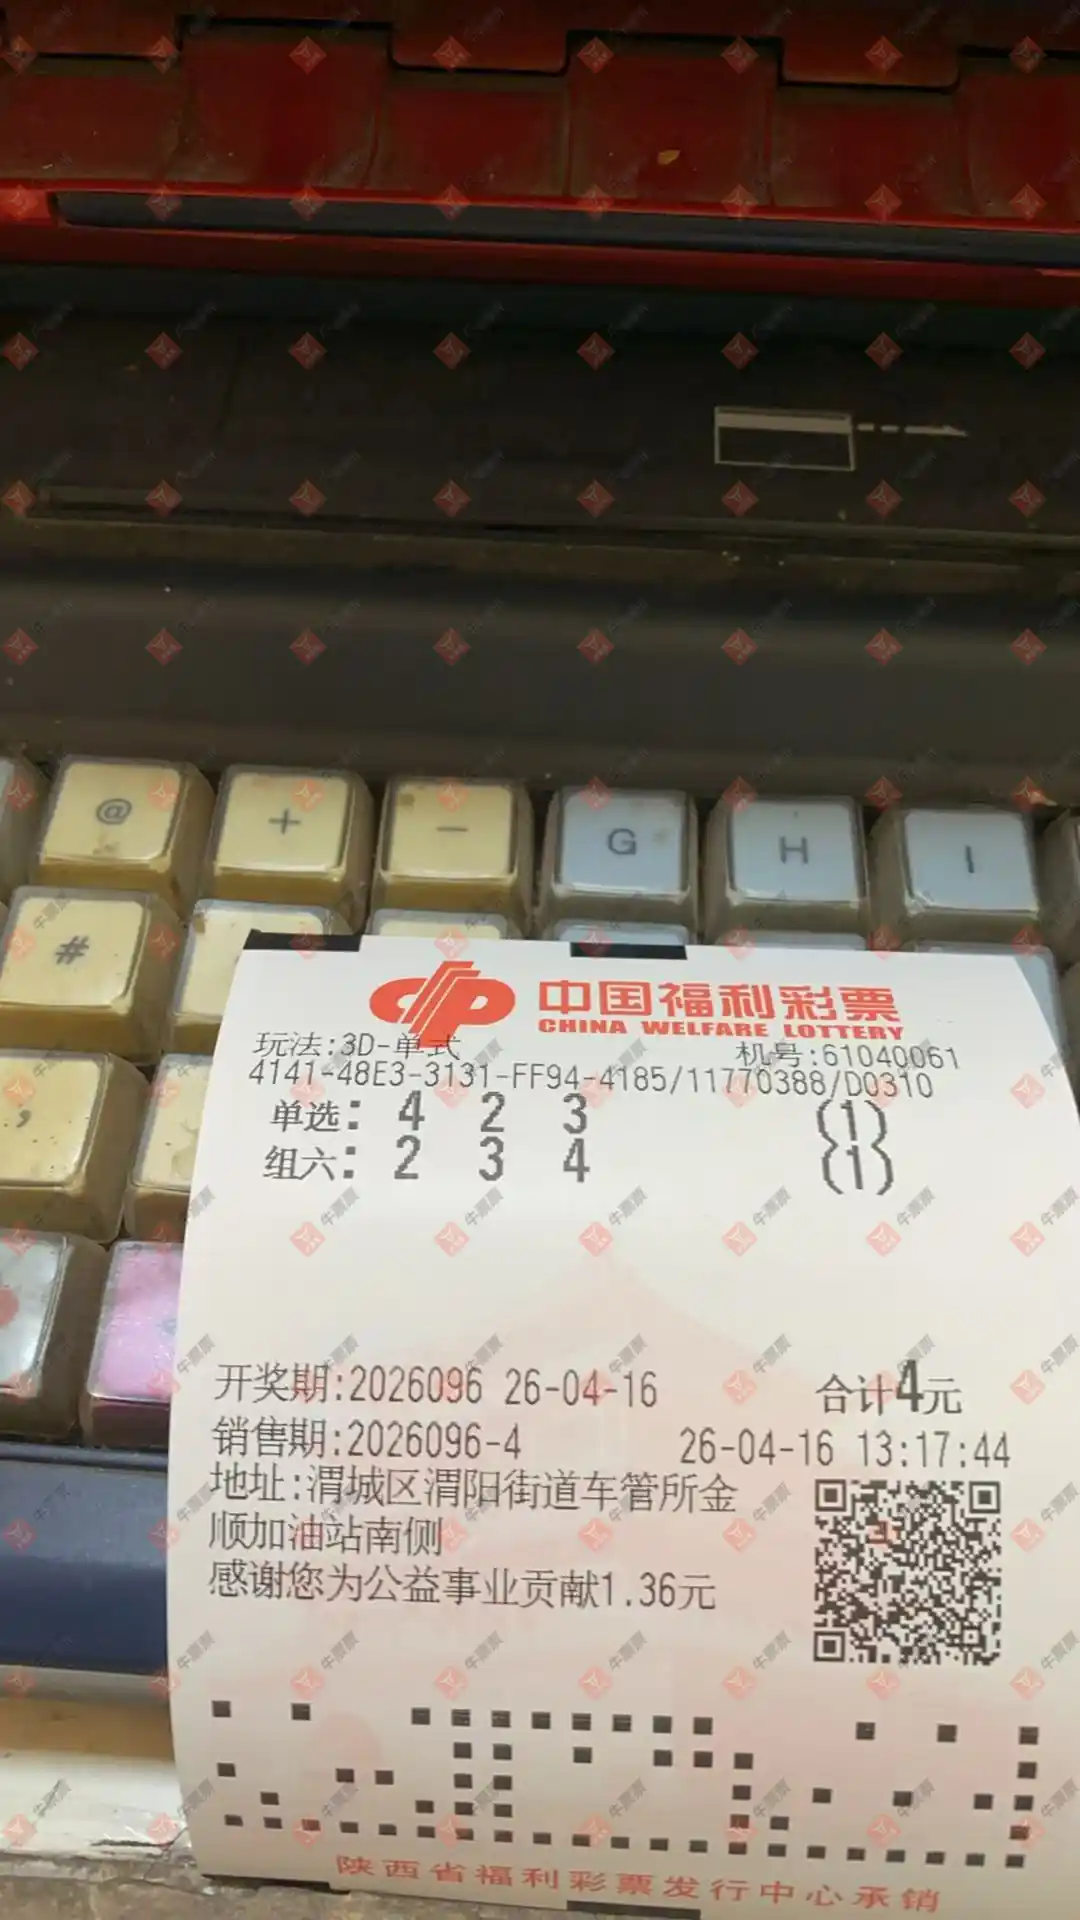 @ + - G H I
#
,
中国福利彩票
CHINA WELFARE LOTTERY
玩法:3D-单式 机号:61040061
4141-48E3-3131-FF94-4185/11770388/D0310
单选: 4 2 3 (1)
组六: 2 3 4 (1)
开奖期:2026096 26-04-16 合计4元
销售期:2026096-4 26-04-16 13:17:44
地址:渭城区渭阳街道车管所金
顺加油站南侧
感谢您为公益事业贡献1.36元
陕西省福利彩票发行中心承销
牛票票